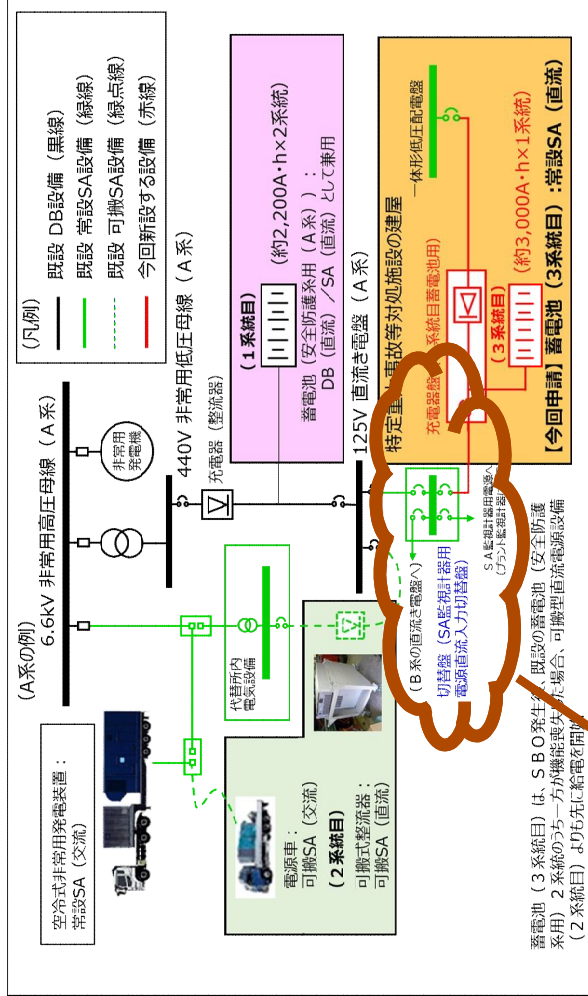 (凡例)
既設 DB設備(黒線)
既設 常設SA設備(緑線)
既設 可搬SA設備(緑点線)
今回新設する設備(赤線)
(A系の例)
6.6kV 非常用高圧母線(A系)
非常用
発電機
空冷式非常用発電装置:
常設SA(交流)
440V 非常用低圧母線(A系)
充電器(整流器)
代替所内
電気設備
(1系統目)
(約2,200A・h×2系統)
蓄電池(安全防護系用(A系)):
DB(直流)/SA(直流)として兼用
125V 直流き電盤(A系)
電源車:
可搬SA(交流)
(2系統目)
可搬式整流器:
可搬SA(直流)
特定重大事故等対処施設の建屋
一体形低圧配電盤
充電器盤
系統目蓄電池用)
(3系統目)
(約3,000A・h×1系統)
【今回申請】蓄電池(3系統目):常設SA(直流)
(B系の直流き電盤へ)
切替盤(SA監視計器用
電源直流入力切替盤)
SA監視計器用電源へ
(プラント監視計器
蓄電池(3系統目)は、SBO発生後、既設の蓄電池(安全防護
系用)2系統のうち一方が機能喪失した場合、可搬型直流電源設備
(2系統目)よりも先に給電を開始